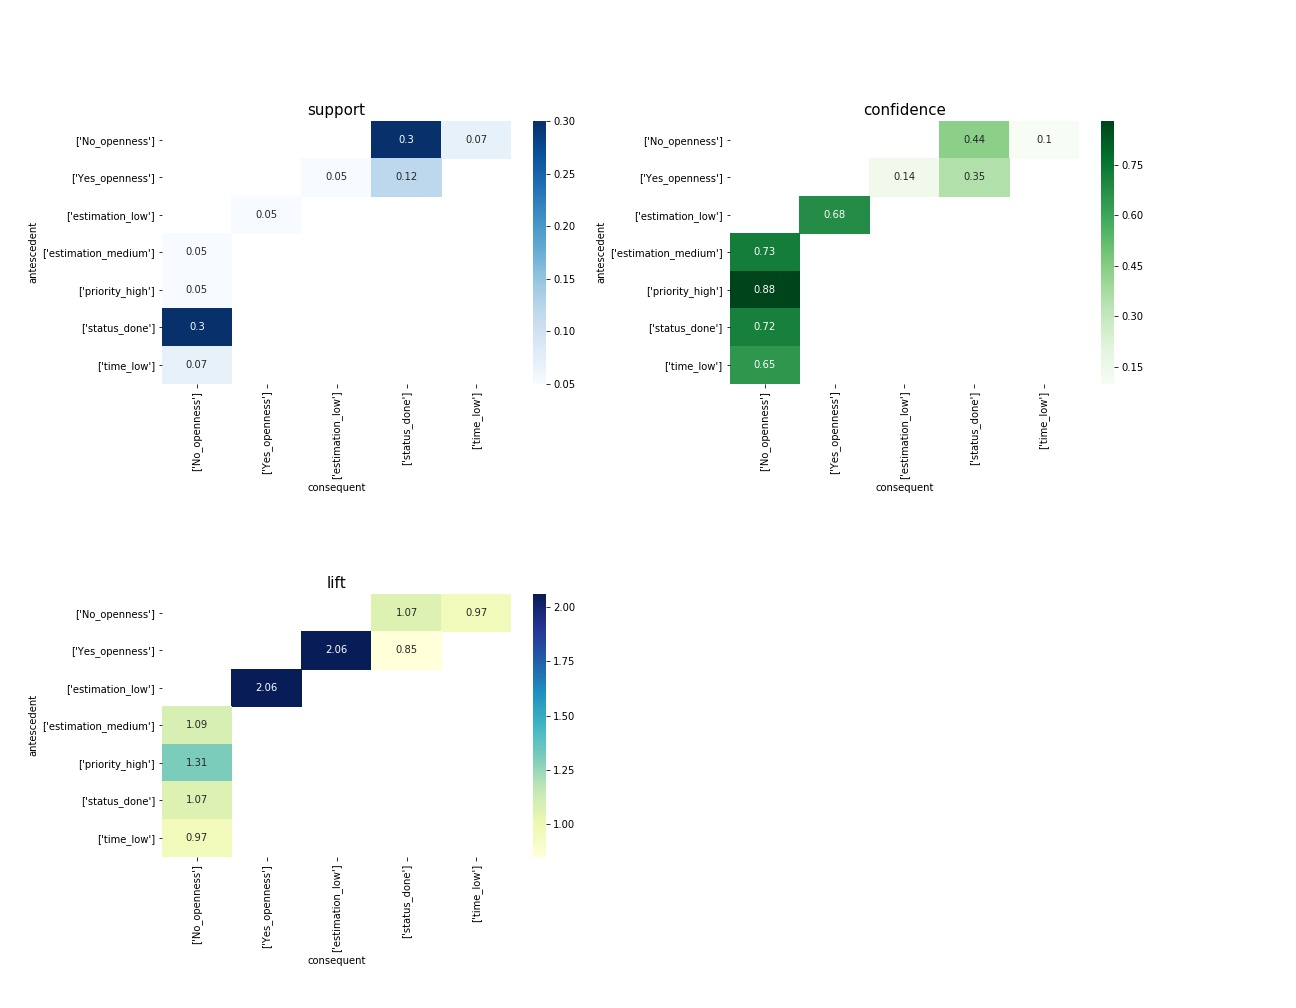 support
confidence
['No_openness']
0.3
0.07
0.30
['Yes_openness']
0.05
0.12
0.25
['estimation_low']
0.05
0.20
['estimation_medium']
0.05
0.15
['priority_high']
0.05
['status_done']
0.3
0.10
['time_low']
0.07
0.05
antescedent
['No_openness']
['Yes_openness']
['estimation_low']
['status_done']
['time_low']
consequent
['No_openness']
0.44
0.1
0.75
['Yes_openness']
0.14
0.35
0.60
['estimation_low']
0.68
['estimation_medium']
0.73
0.45
['priority_high']
0.88
0.30
['status_done']
0.72
['time_low']
0.65
0.15
antescedent
['No_openness']
['Yes_openness']
['estimation_low']
['status_done']
['time_low']
consequent
lift
['No_openness']
1.07
0.97
2.00
['Yes_openness']
2.06
0.85
1.75
['estimation_low']
2.06
['estimation_medium']
1.09
1.50
['priority_high']
1.31
1.25
['status_done']
1.07
['time_low']
0.97
1.00
antescedent
['No_openness']
['Yes_openness']
['estimation_low']
['status_done']
['time_low']
consequent